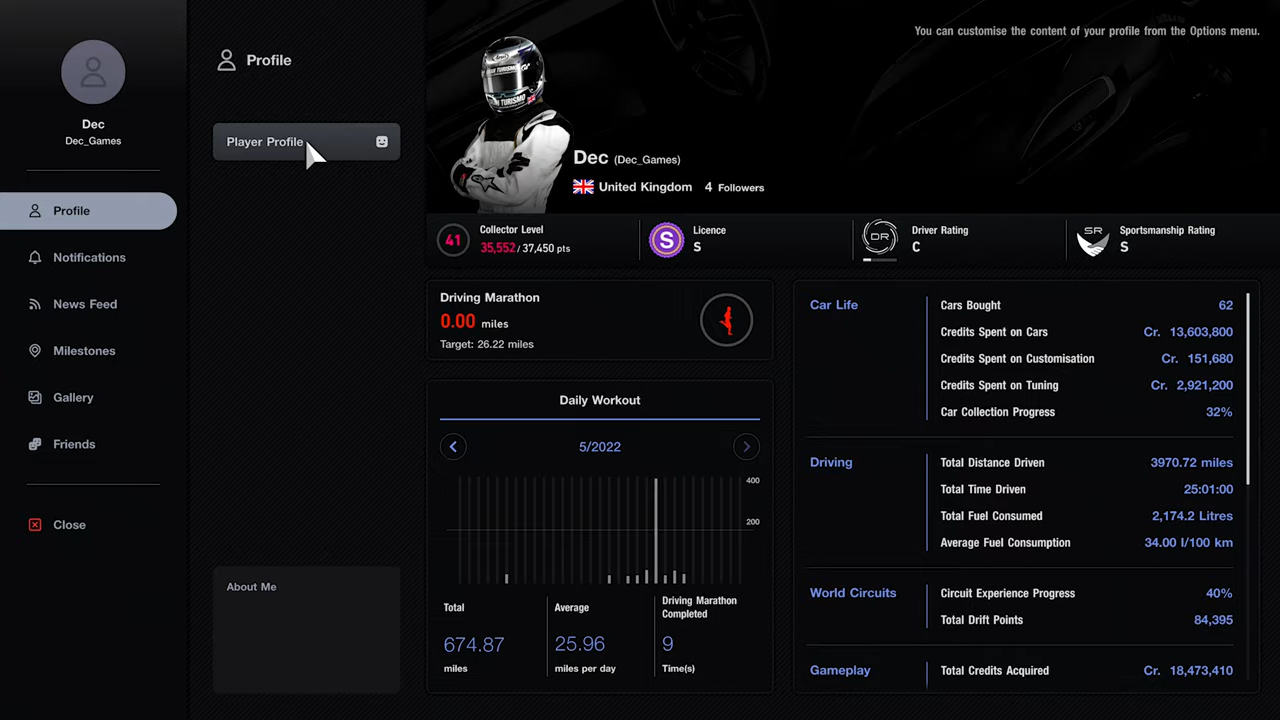 You can customise the content of your profile from the Options menu.
Dec
Dec_Games
Profile
Notifications
News Feed
Milestones
Gallery
Friends
Close
Profile
Player Profile
About Me
GRAN TURISMO
Dec (Dec_Games)
United Kingdom 4 Followers
41
Collector Level
35,552 / 37,450 pts
S
Licence
S
DR
Driver Rating
C
SR
Sportsmanship Rating
S
Driving Marathon
0.00 miles
Target: 26.22 miles
Daily Workout
5/2022
400
200
Total
674.87
miles
Average
25.96
miles per day
Driving Marathon
Completed
9
Time(s)
Car Life
Cars Bought 62
Credits Spent on Cars Cr. 13,603,800
Credits Spent on Customisation Cr. 151,680
Credits Spent on Tuning Cr. 2,921,200
Car Collection Progress 32%
Driving
Total Distance Driven 3970.72 miles
Total Time Driven 25:01:00
Total Fuel Consumed 2,174.2 Litres
Average Fuel Consumption 34.00 l/100 km
World Circuits
Circuit Experience Progress 40%
Total Drift Points 84,395
Gameplay
Total Credits Acquired Cr. 18,473,410